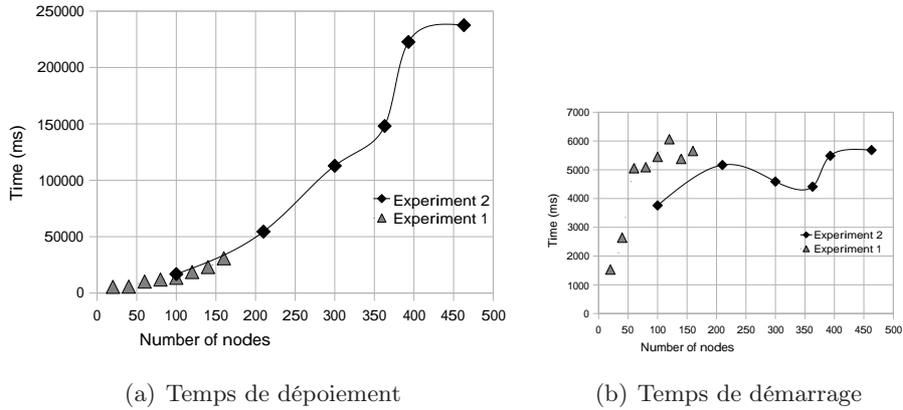 250000
200000
150000
100000
50000
0
Time (ms)
0 50 100 150 200 250 300 350 400 450 500
Number of nodes
Experiment 2
Experiment 1
(a) Temps de dépoiement
7000
6000
5000
4000
3000
2000
1000
0
Time (ms)
0 50 100 150 200 250 300 350 400 450 500
Number of nodes
Experiment 2
Experiment 1
(b) Temps de démarrage